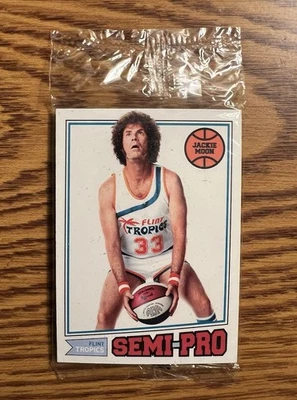 JACKIE
MOON
FLINT
TROPICS
33
FLINT
TROPICS
SEMI-PRO